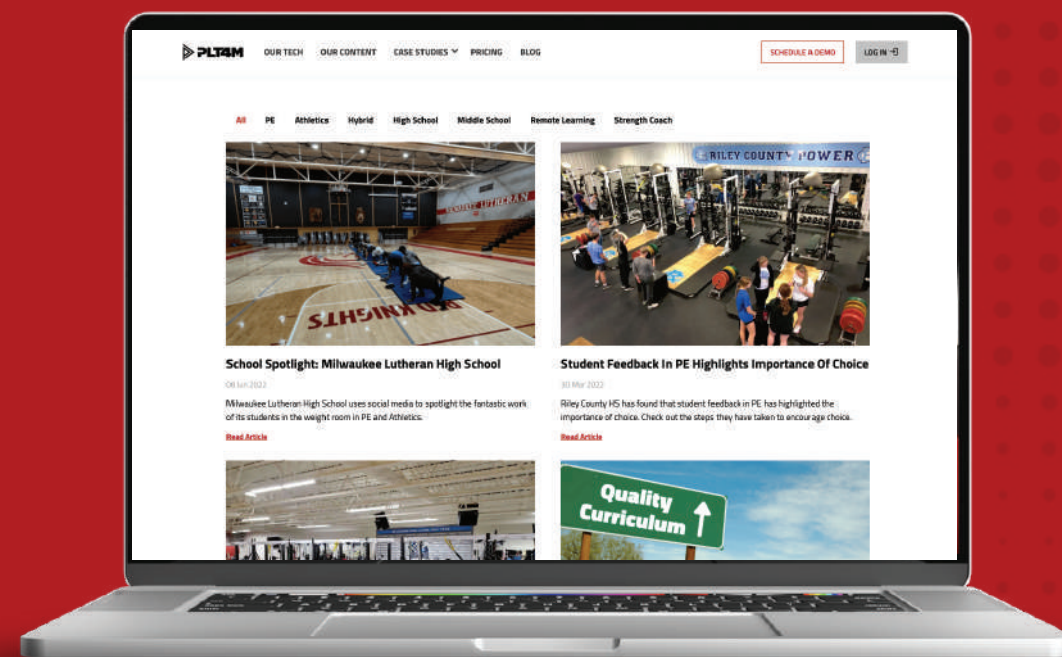 PLT4M OUR TECH OUR CONTENT CASE STUDIES PRICING BLOG SCHEDULE A DEMO LOG IN
All PE Athletics Hybrid High School Middle School Remote Learning Strength Coach
MILWAUKEE LUTHERAN
RED KNIGHTS
RILEY COUNTY POWER
School Spotlight: Milwaukee Lutheran High School
08 Jun 2022
Milwaukee Lutheran High School uses social media to spotlight the fantastic work
of its students in the weight room in PE and Athletics.
Read Article
Student Feedback In PE Highlights Importance Of Choice
30 Mar 2022
Riley County HS has found that student feedback in PE has highlighted the
importance of choice. Check out the steps they have taken to encourage choice.
Read Article
Quality
Curriculum